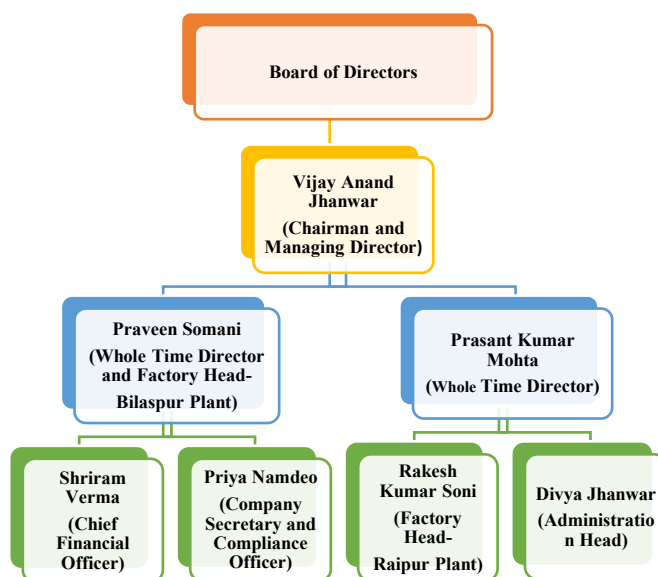 Board of Directors
Vijay Anand
Jhanwar
(Chairman and
Managing Director)
Praveen Somani
(Whole Time Director
and Factory Head-
Bilaspur Plant)
Prasant Kumar
Mohta
(Whole Time Director)
Shriram
Verma
(Chief
Financial
Officer)
Priya Namdeo
(Company
Secretary and
Compliance
Officer)
Rakesh
Kumar Soni
(Factory
Head-
Raipur Plant)
Divya Jhanwar
(Administratio
n Head)